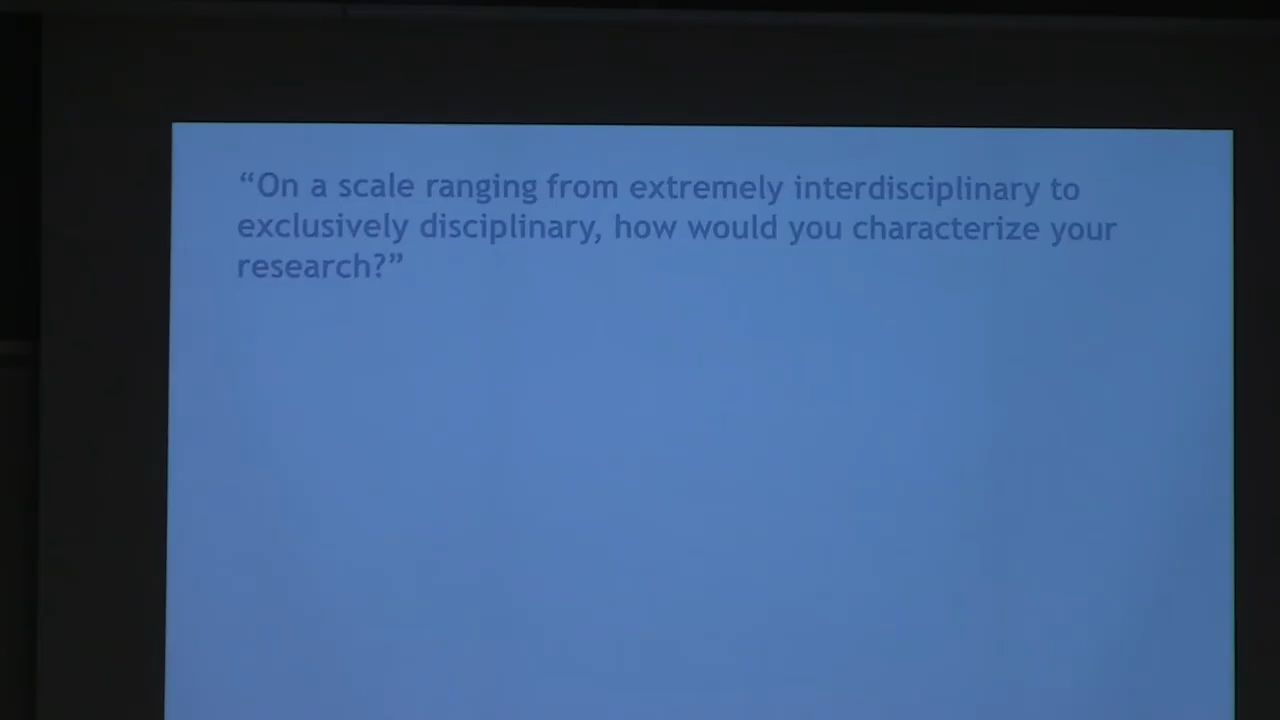 “On a scale ranging from extremely interdisciplinary to
exclusively disciplinary, how would you characterize your
research?”